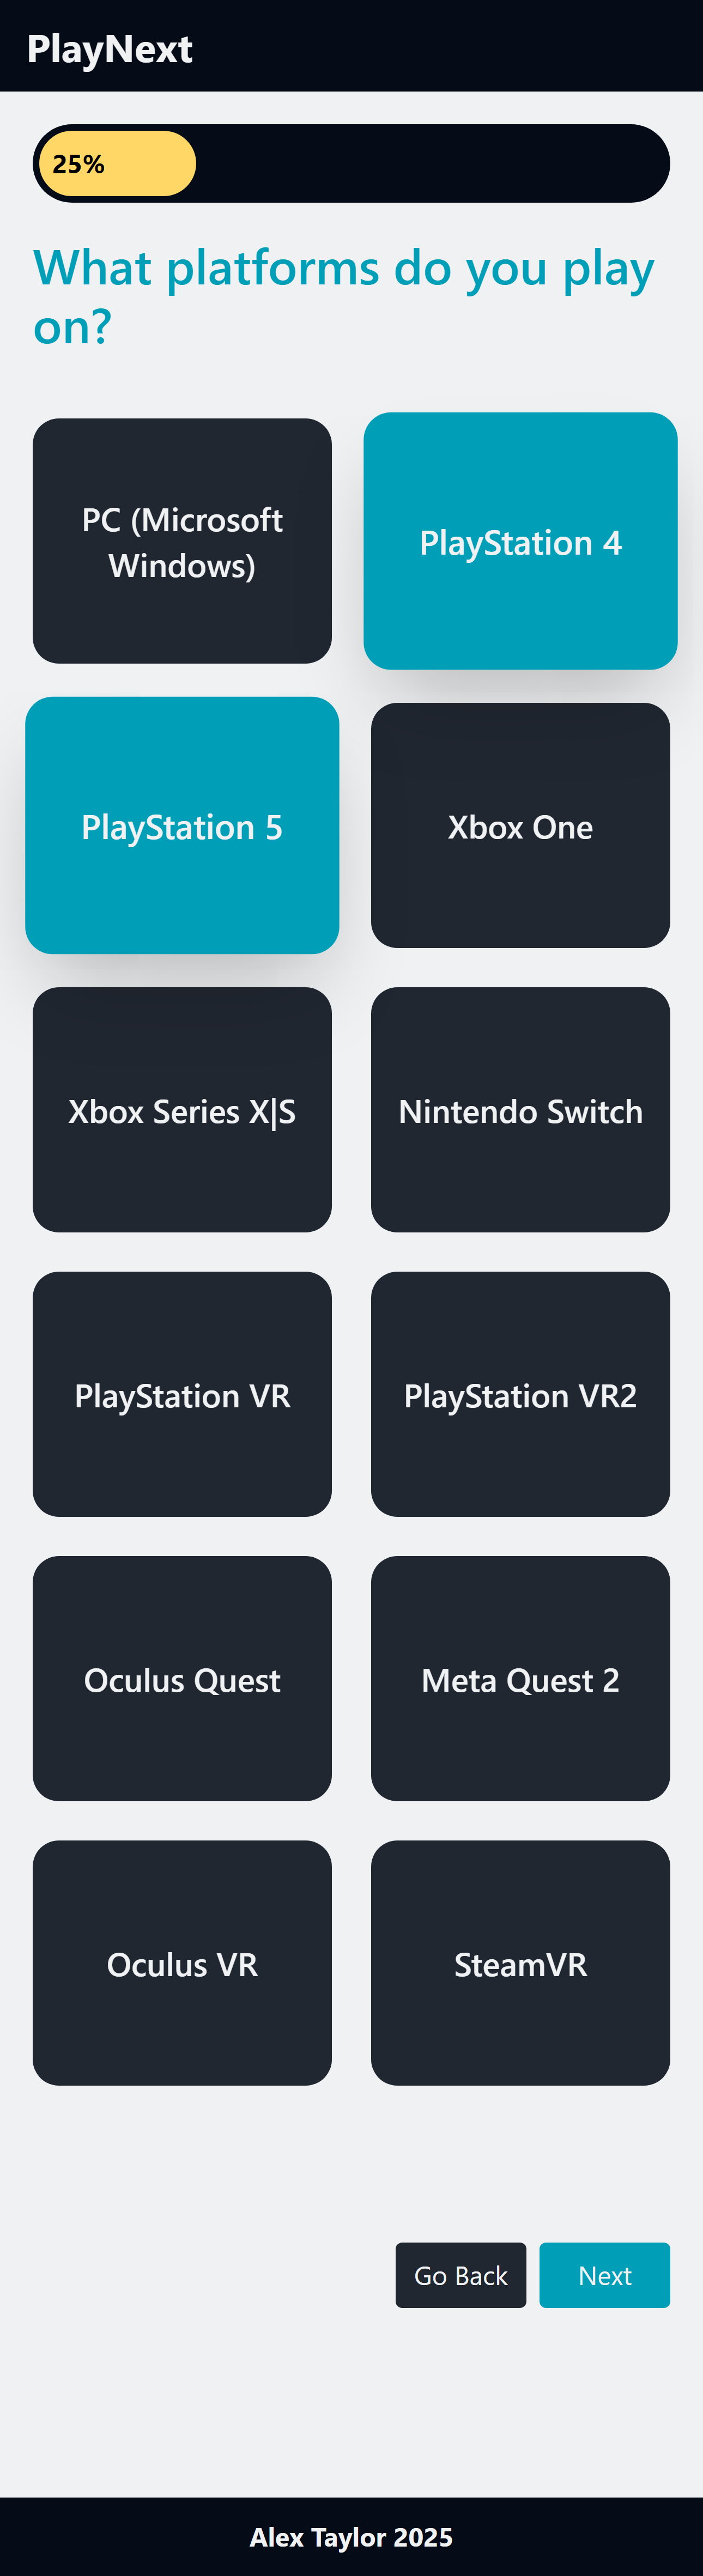 PlayNext
25%
What platforms do you play
on?
PC (Microsoft
Windows)
PlayStation 4
PlayStation 5
Xbox One
Xbox Series X|S
Nintendo Switch
PlayStation VR
PlayStation VR2
Oculus Quest
Meta Quest 2
Oculus VR
SteamVR
Go Back
Next
Alex Taylor 2025